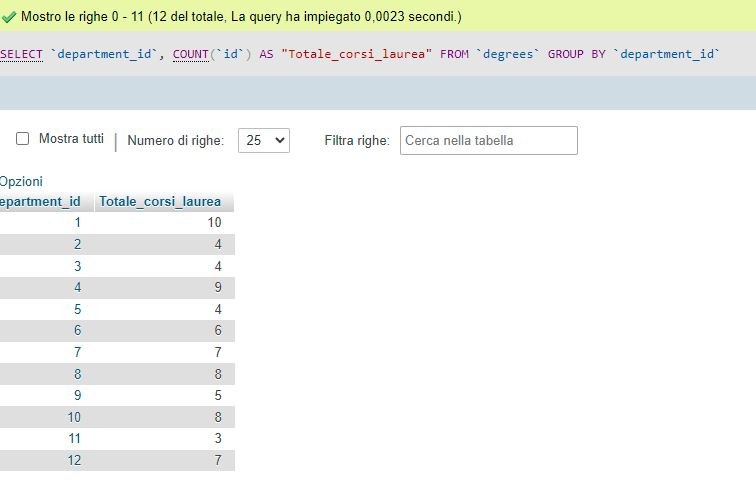 Mostro le righe 0 - 11 (12 del totale, La query ha impiegato 0,0023 secondi.)
SELECT `department_id`, COUNT(`id`) AS "Totale_corsi_laurea" FROM `degrees` GROUP BY `department_id`
Mostra tutti | Numero di righe: 25 Filtra righe: Cerca nella tabella
Opzioni
epartment_id Totale_corsi_laurea
1 10
2 4
3 4
4 9
5 4
6 6
7 7
8 8
9 5
10 8
11 3
12 7